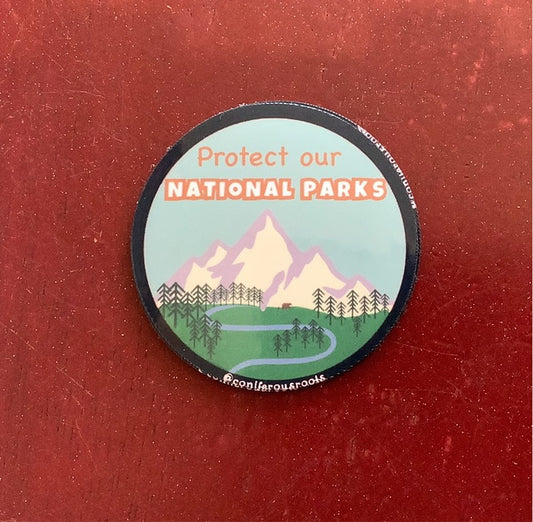 Protect our
NATIONAL PARKS
@coniferousroots